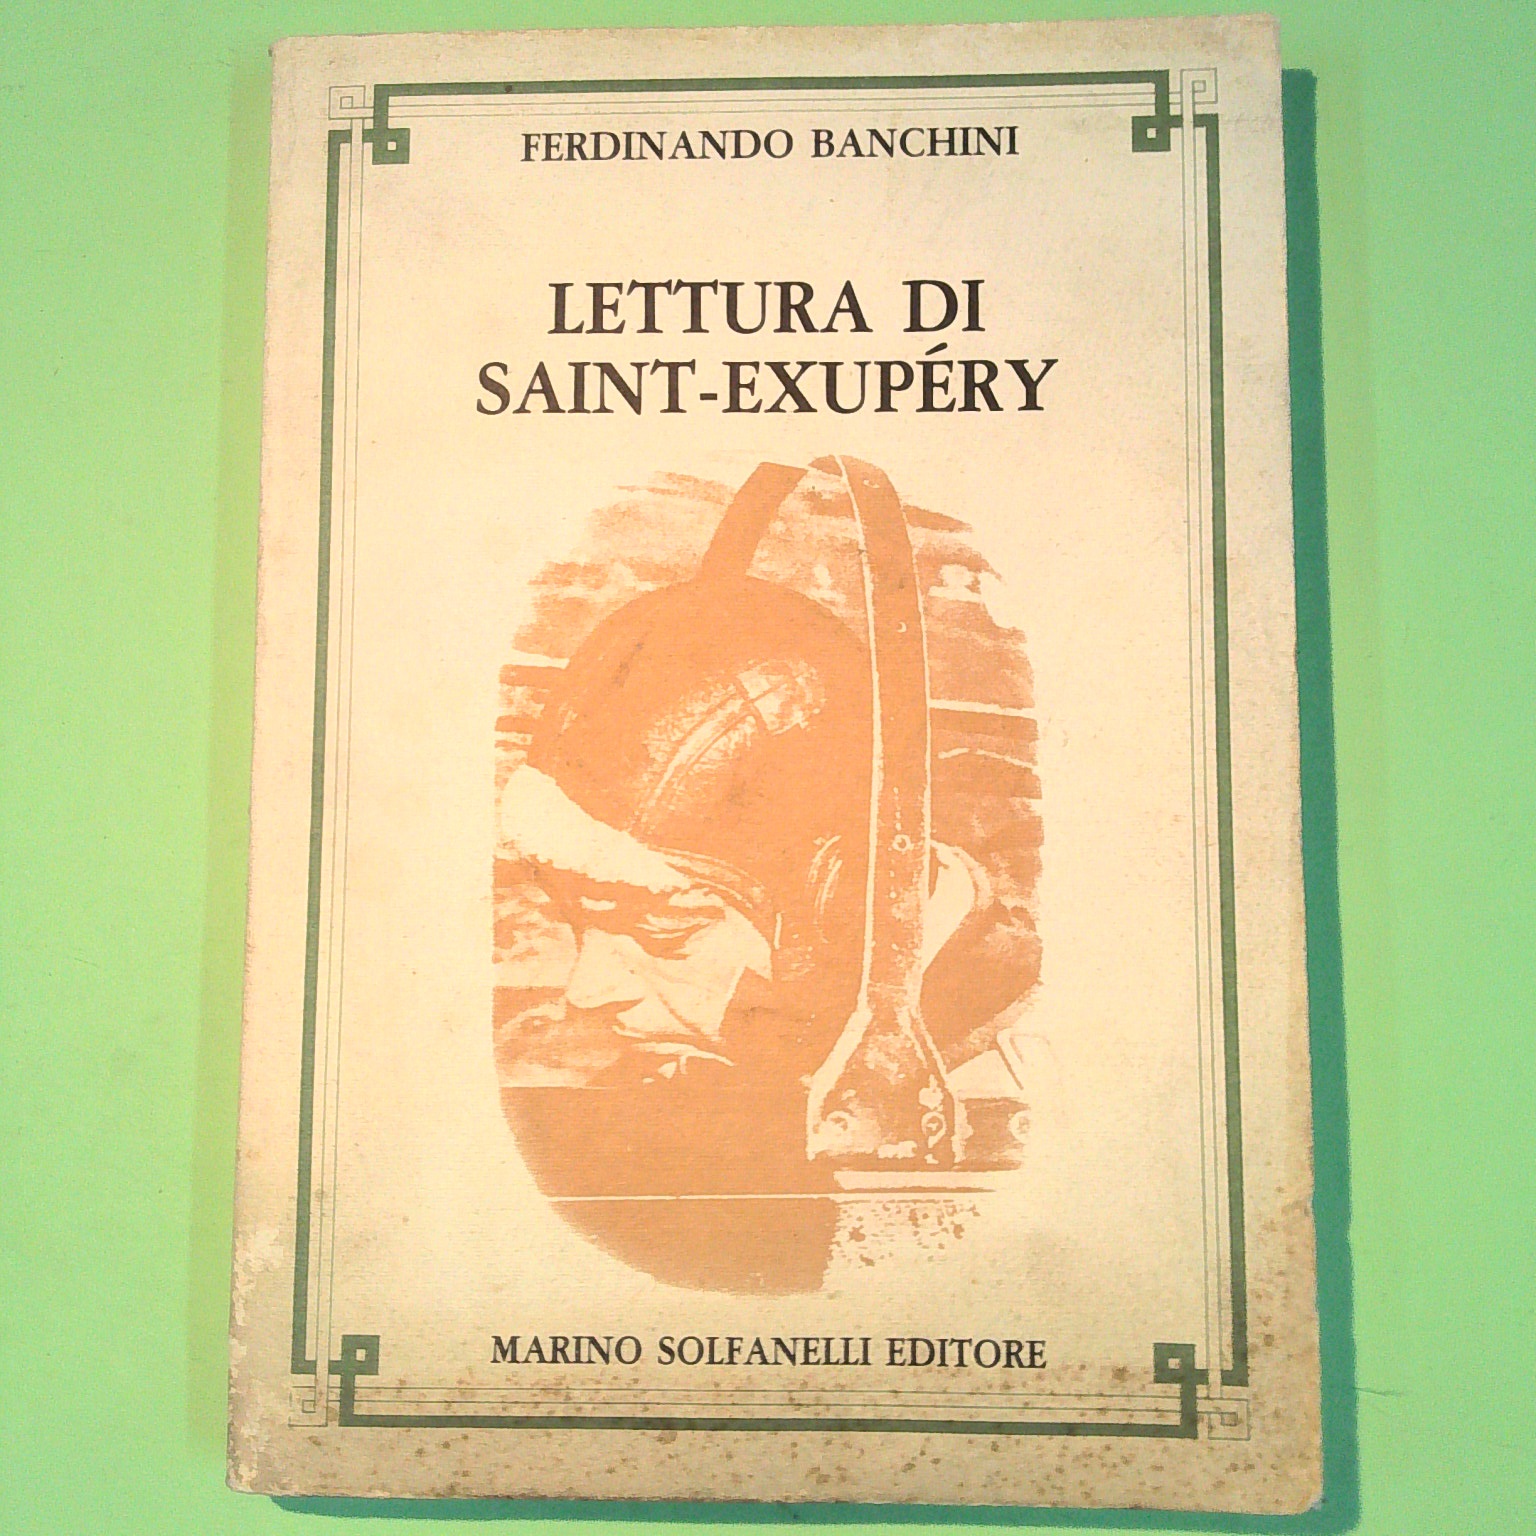 FERDINANDO BANCHINI
LETTURA DI
SAINT-EXUPÉRY
MARINO SOLFANELLI EDITORE